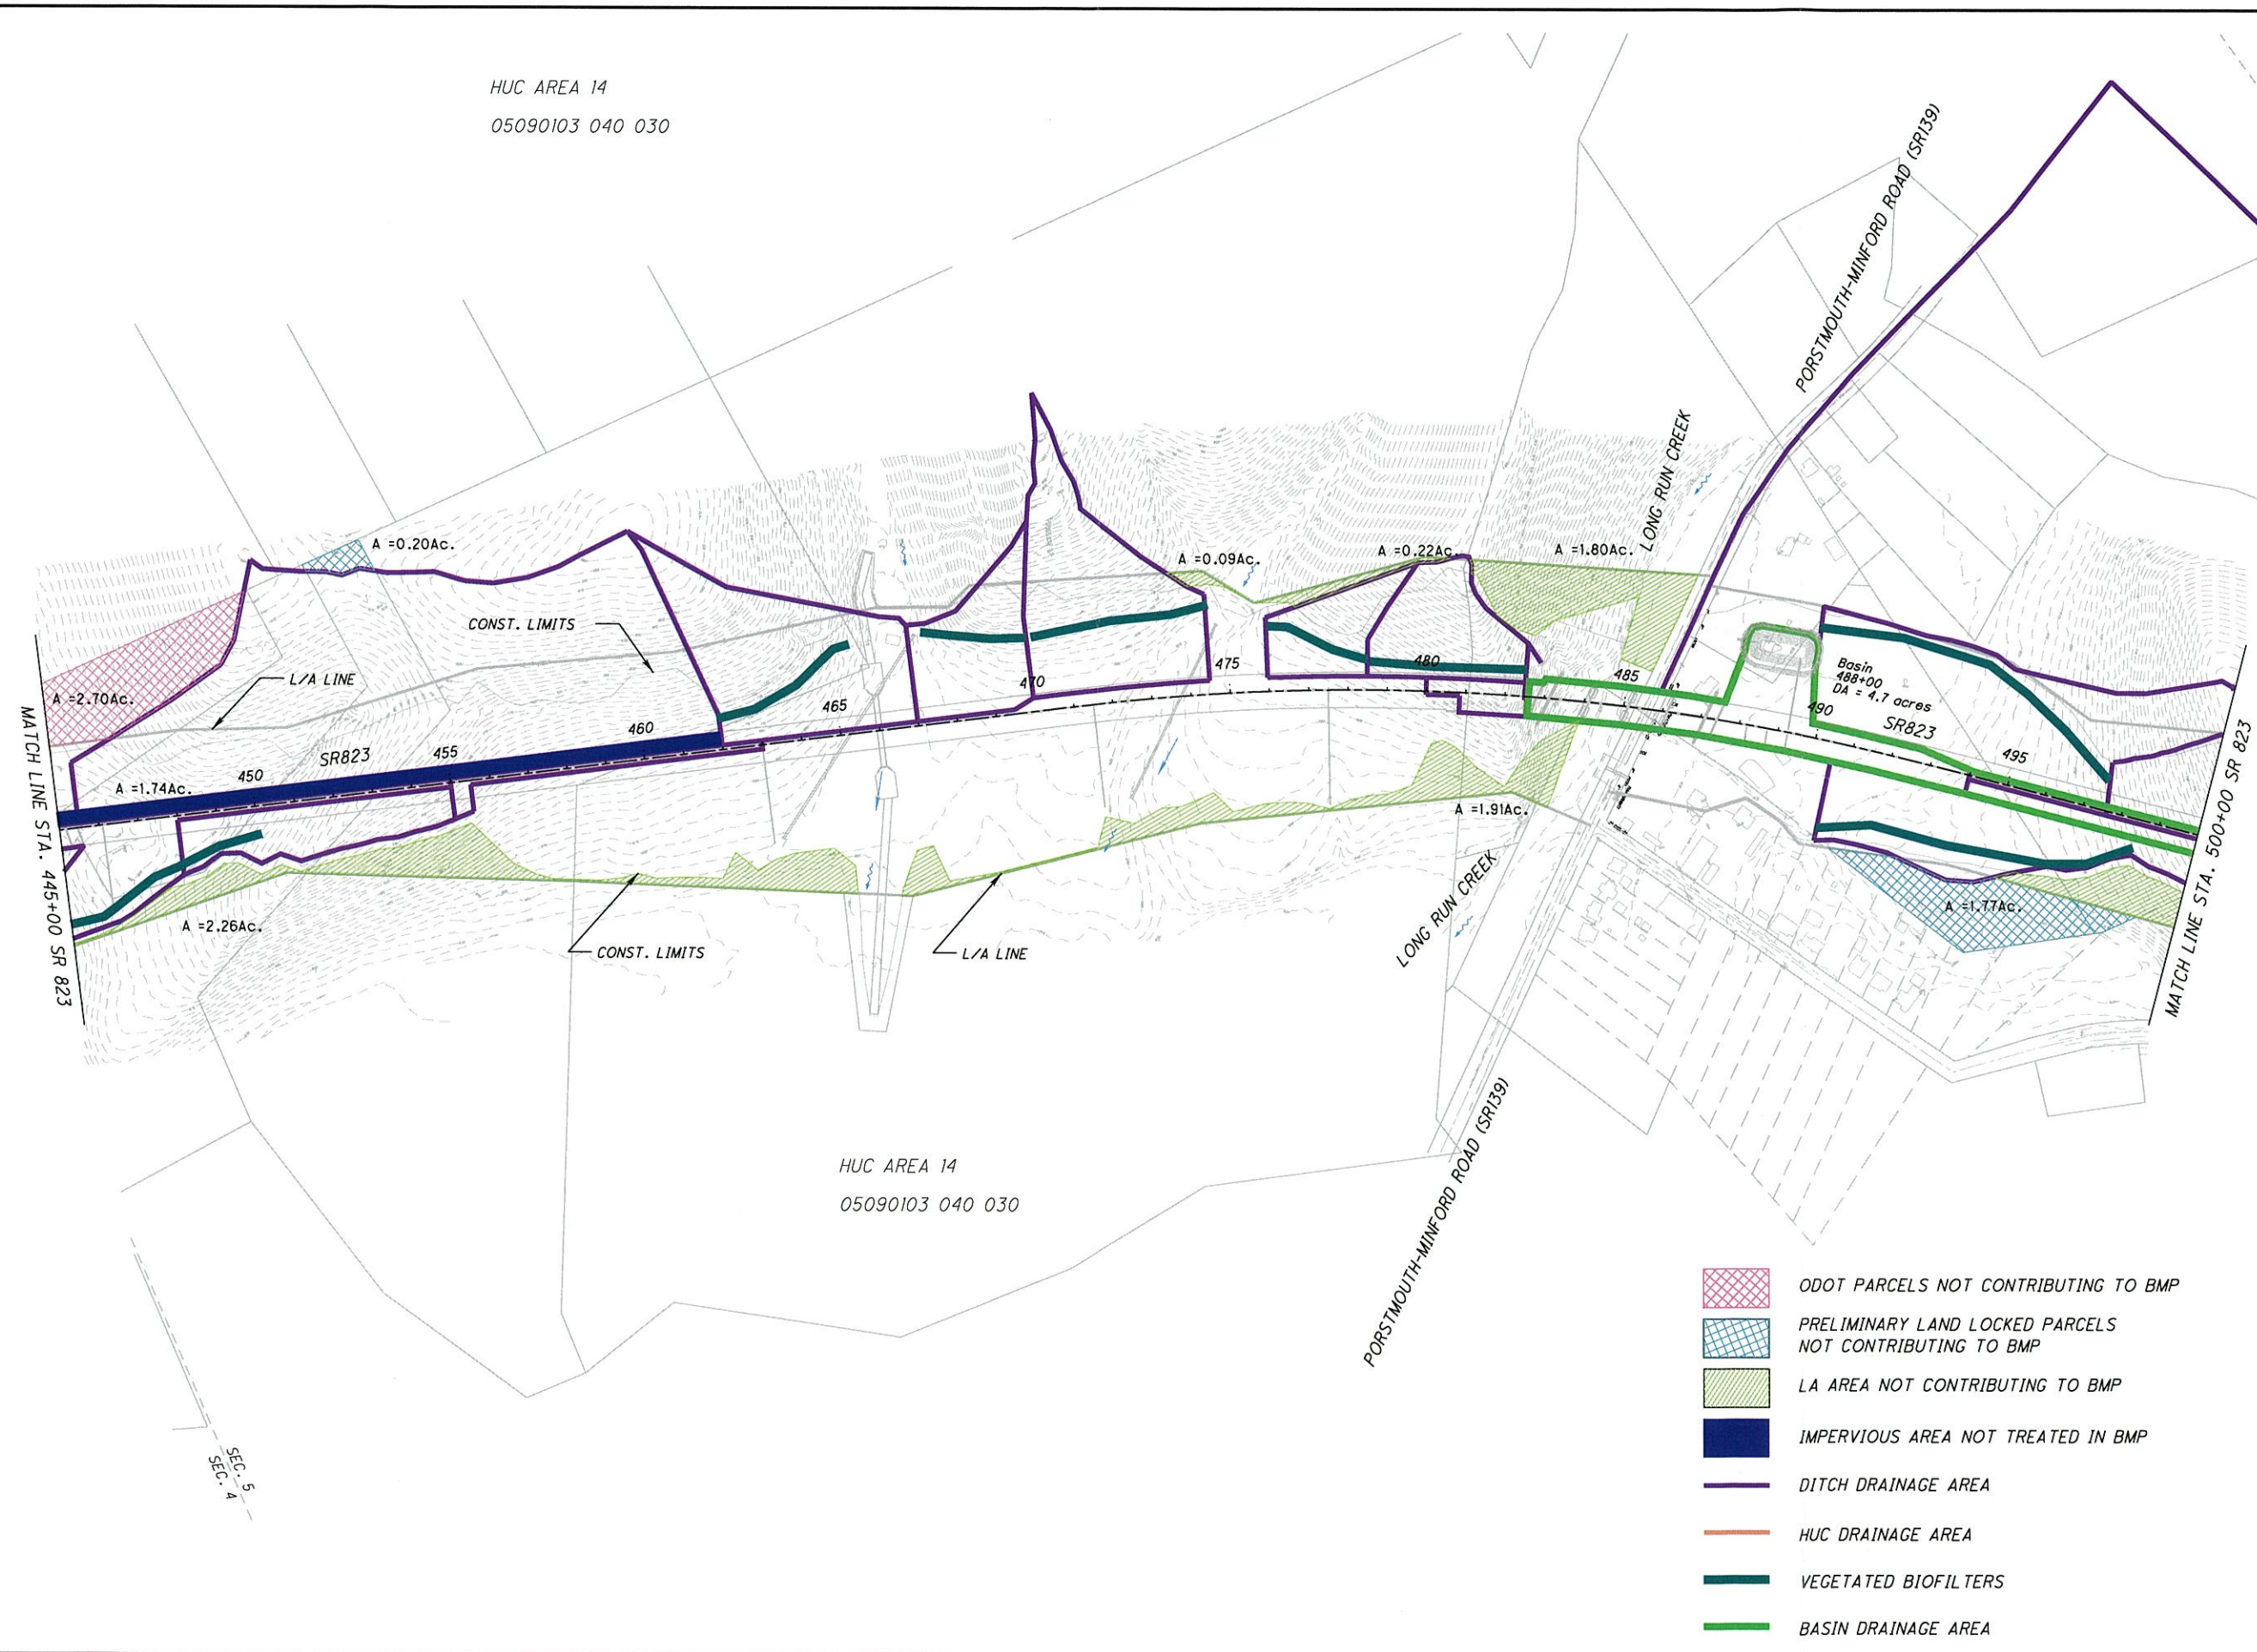 HUC AREA 14
05090103 040 030
PORSTMOUTH-MINFORD ROAD (SR139)
LONG RUN CREEK
A =0.20Ac.
A =0.09Ac.
A =0.22Ac.
A =1.80Ac.
CONST. LIMITS
L/A LINE
A =2.70Ac.
MATCH LINE STA. 445+00 SR 823
A =1.74Ac.
450
SR823
455
460
465
470
475
480
485
Basin
488+00
DA = 4.7 acres
490
SR823
495
MATCH LINE STA. 500+00 SR 823
A =1.91Ac.
LONG RUN CREEK
A =2.26Ac.
CONST. LIMITS
L/A LINE
A =1.77Ac.
PORSTMOUTH-MINFORD ROAD (SR139)
HUC AREA 14
05090103 040 030
SEC. 5
SEC. 4
ODOT PARCELS NOT CONTRIBUTING TO BMP
PRELIMINARY LAND LOCKED PARCELS
NOT CONTRIBUTING TO BMP
LA AREA NOT CONTRIBUTING TO BMP
IMPERVIOUS AREA NOT TREATED IN BMP
DITCH DRAINAGE AREA
HUC DRAINAGE AREA
VEGETATED BIOFILTERS
BASIN DRAINAGE AREA